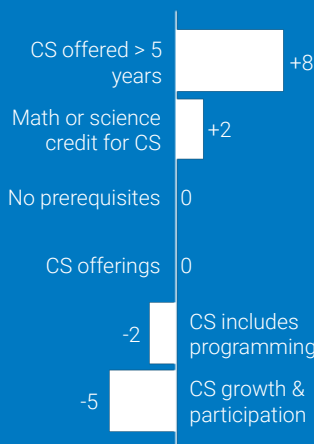 CS offered > 5
years
+8
Math or science
credit for CS
+2
No prerequisites
0
CS offerings
0
-2
CS includes
programming
-5
CS growth &
participation